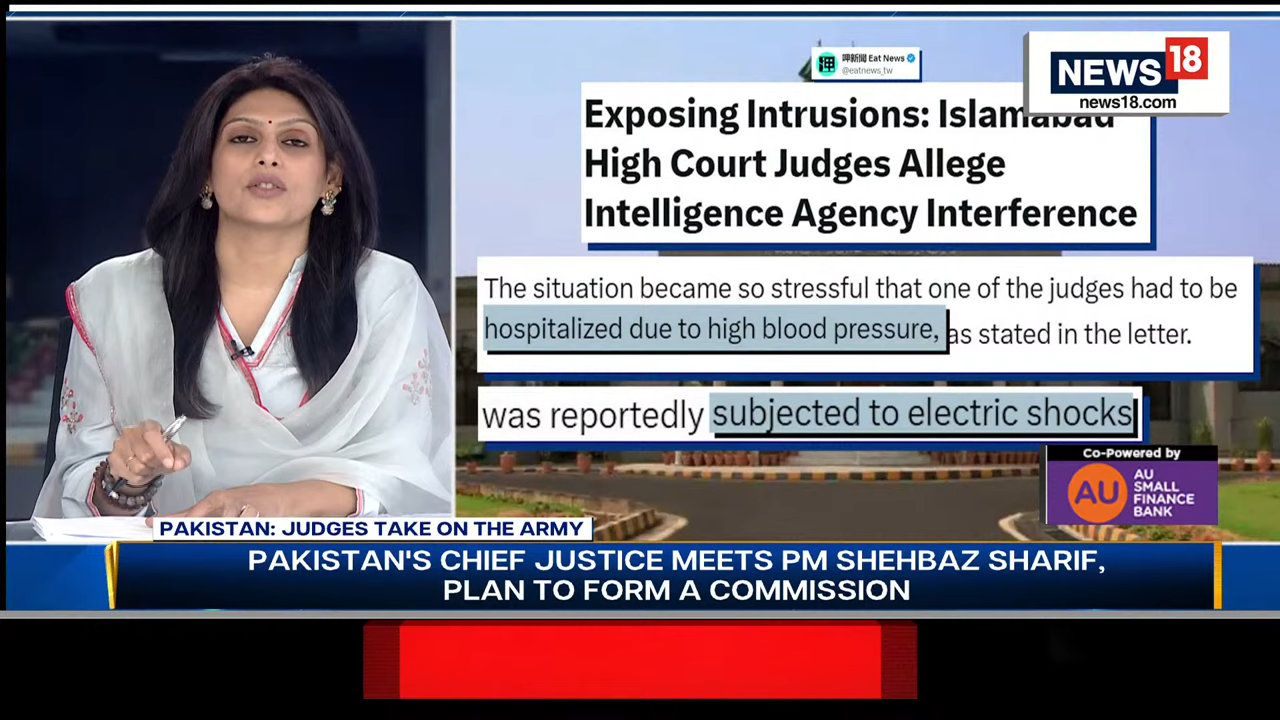 呷新聞 Eat News
@eatnews_tw
NEWS 18
news18.com
Exposing Intrusions: Islamabad
High Court Judges Allege
Intelligence Agency Interference
The situation became so stressful that one of the judges had to be
hospitalized due to high blood pressure, as stated in the letter.
was reportedly subjected to electric shocks
Co-Powered by
AU
AU
SMALL
FINANCE
BANK
PAKISTAN: JUDGES TAKE ON THE ARMY
PAKISTAN'S CHIEF JUSTICE MEETS PM SHEHBAZ SHARIF,
PLAN TO FORM A COMMISSION